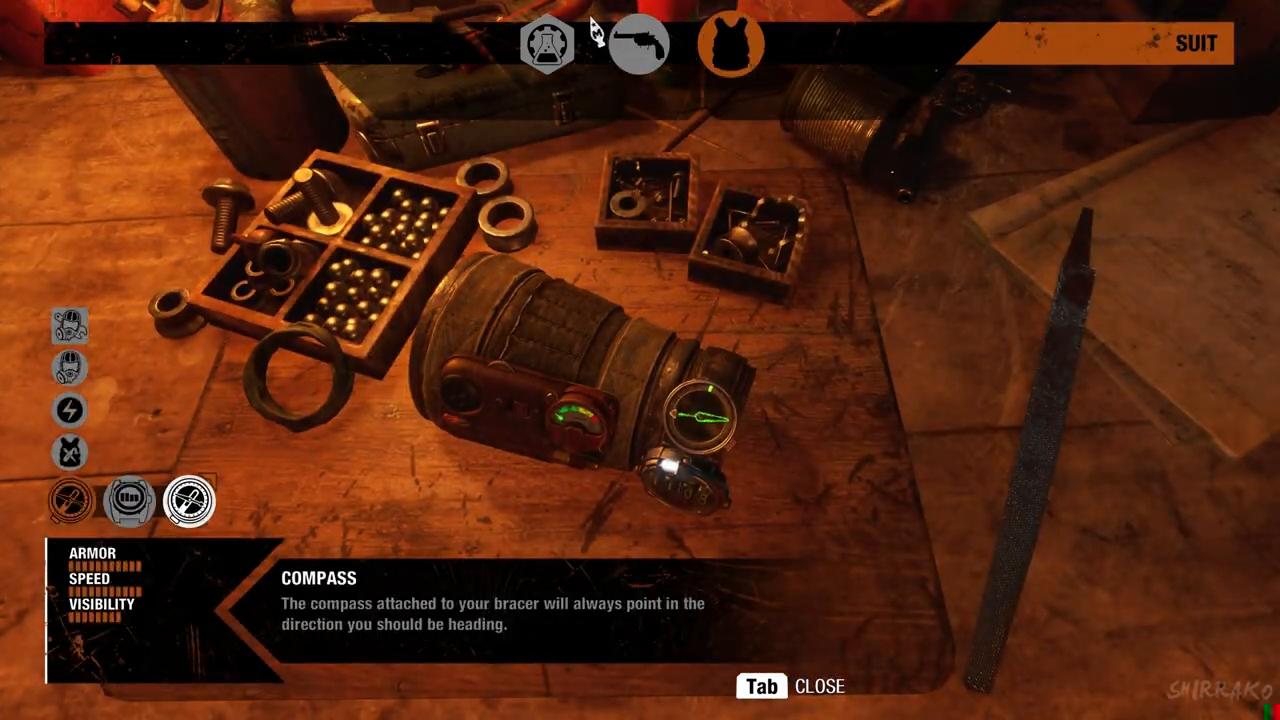 SUIT
ARMOR
SPEED
VISIBILITY
COMPASS
The compass attached to your bracer will always point in the
direction you should be heading.
Tab CLOSE
SHIRRAKO